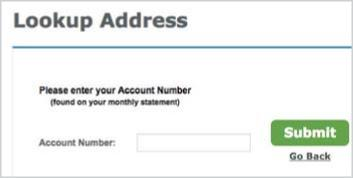 Lookup Address
Please enter your Account Number
(found on your monthly statement)
Account Number:
Submit
Go Back